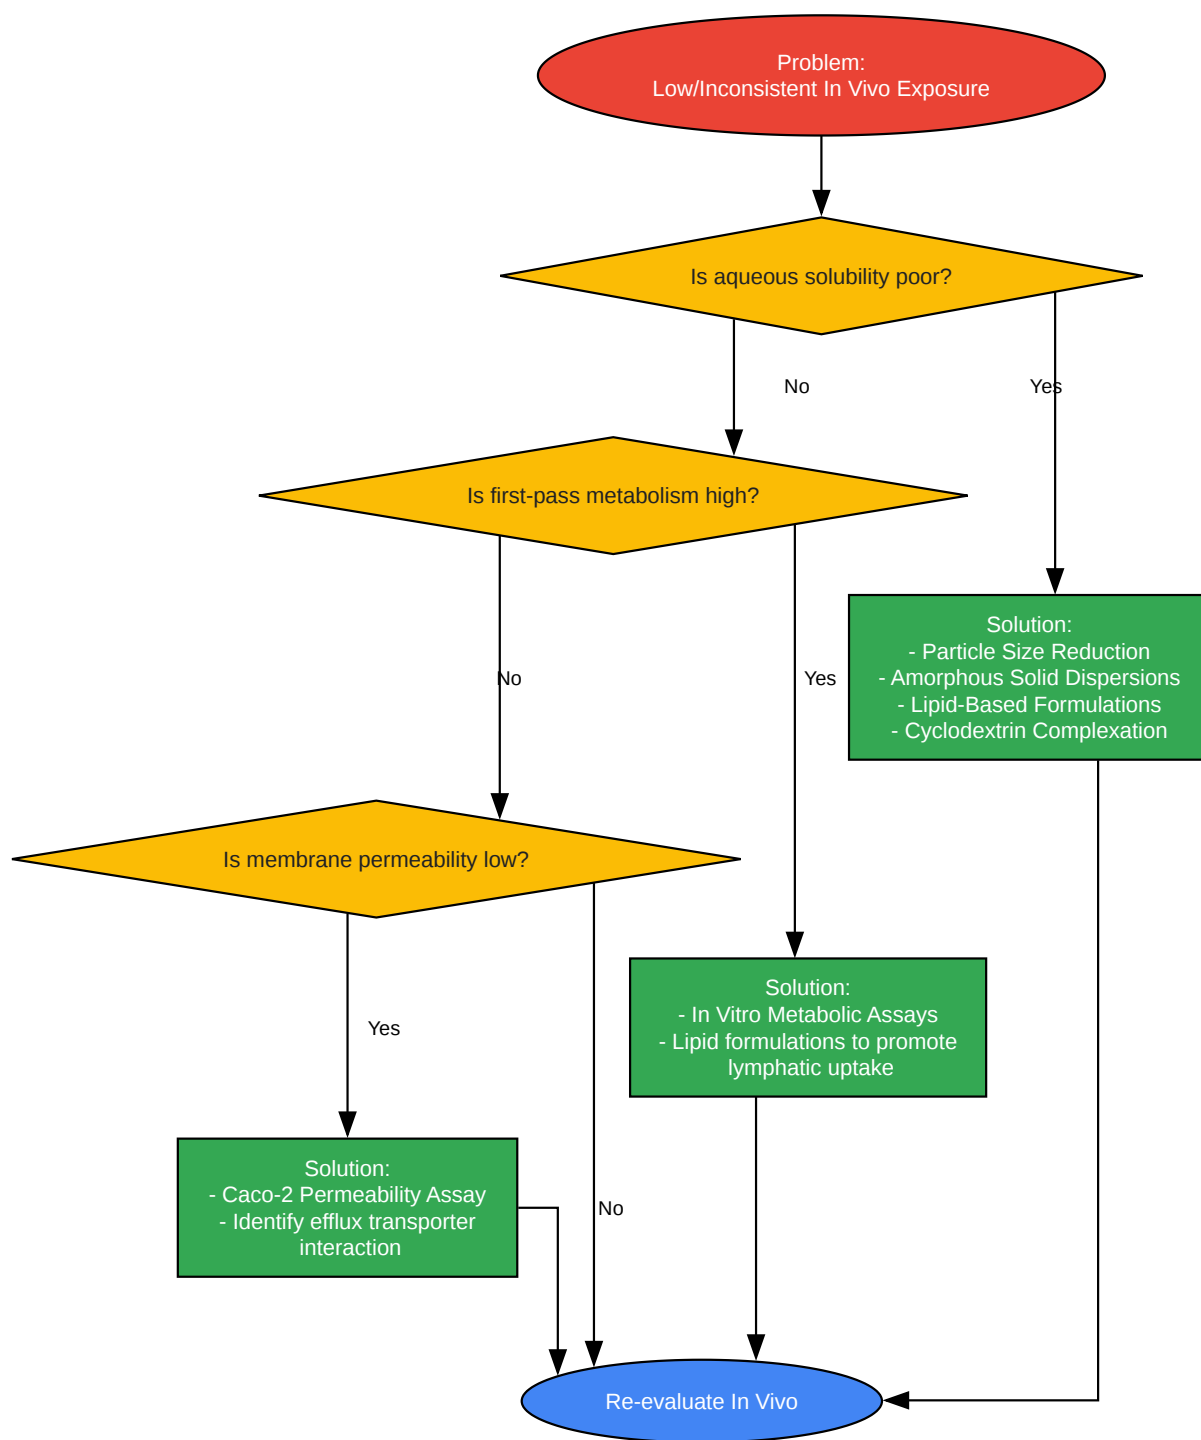 Problem:
Low/Inconsistent In Vivo Exposure
Is aqueous solubility poor?
No
Yes
Is first-pass metabolism high?
Solution:
- Particle Size Reduction
- Amorphous Solid Dispersions
- Lipid-Based Formulations
- Cyclodextrin Complexation
No
Yes
Is membrane permeability low?
Solution:
- In Vitro Metabolic Assays
- Lipid formulations to promote
lymphatic uptake
Yes
Solution:
- Caco-2 Permeability Assay
- Identify efflux transporter
interaction
No
Re-evaluate In Vivo